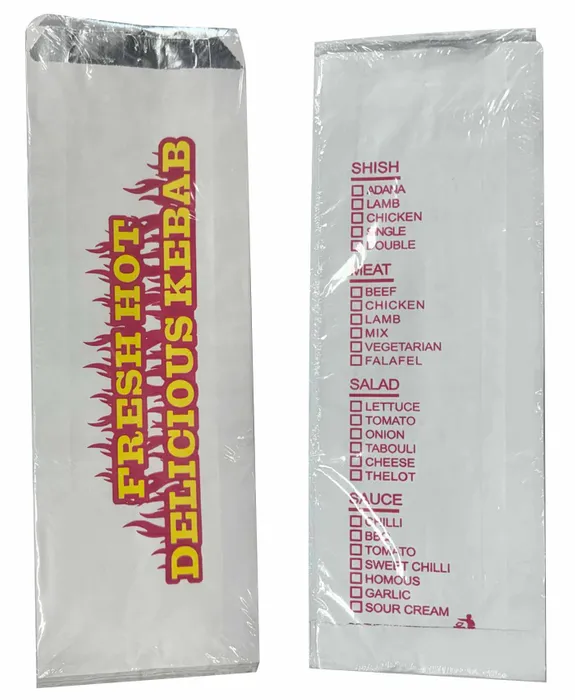 FRESH HOT
DELICIOUS KEBAB
SHISH
ADANA
LAMB
CHICKEN
SINGLE
DOUBLE
MEAT
BEEF
CHICKEN
LAMB
MIX
VEGETARIAN
FALAFEL
SALAD
LETTUCE
TOMATO
ONION
TABOULI
CHEESE
THELOT
SAUCE
CHILLI
BBQ
TOMATO
SWEET CHILLI
HOMOUS
GARLIC
SOUR CREAM